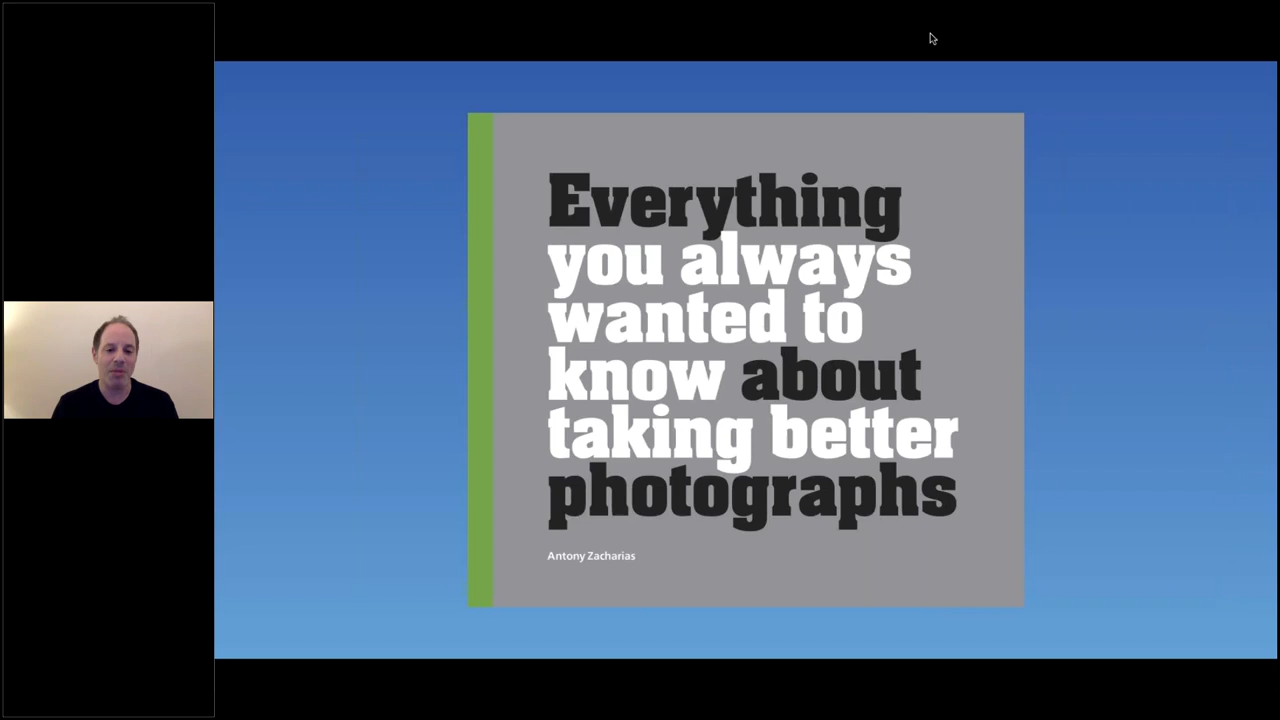 Everything
you always
wanted to
know about
taking better
photographs
Antony Zacharias